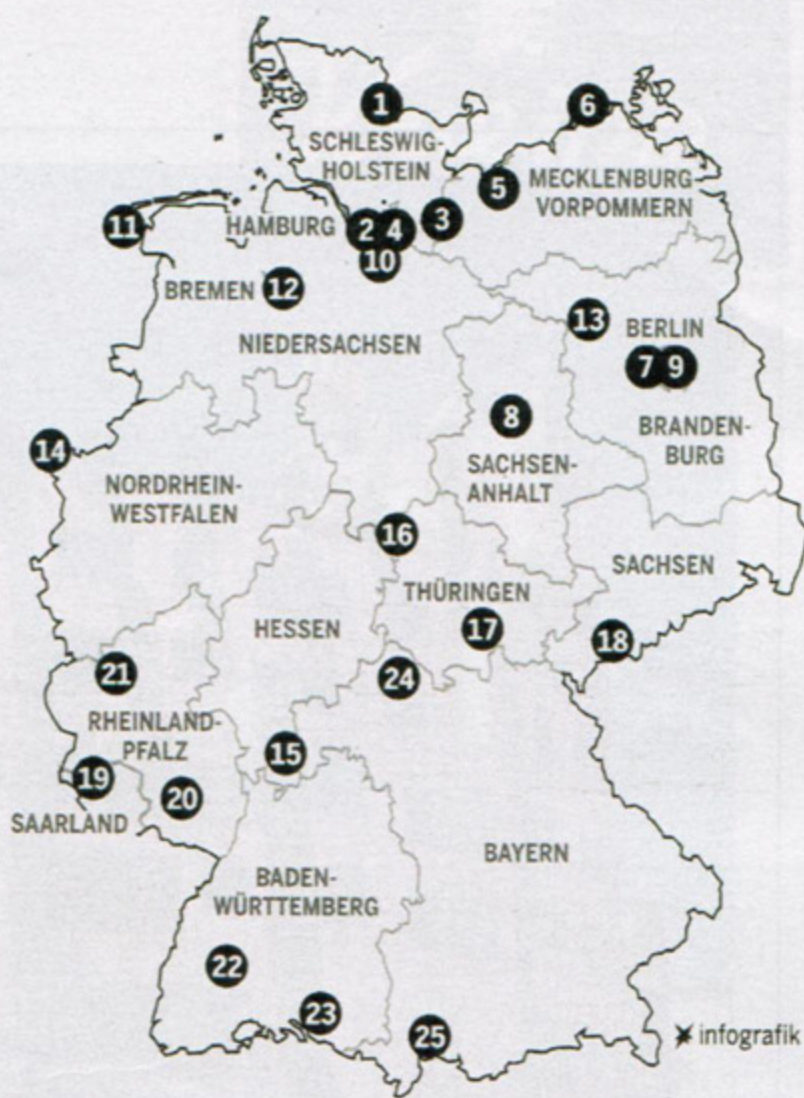 1
6
SCHLESWIG-
HOLSTEIN
5
MECKLENBURG
VORPOMMERN
11
HAMBURG
2
4
3
10
BREMEN
12
13
BERLIN
NIEDERSACHSEN
7
9
8
BRANDEN-
BURG
14
SACHSEN-
ANHALT
NORDRHEIN-
WESTFALEN
16
SACHSEN
THÜRINGEN
HESSEN
17
18
21
24
RHEINLAND-
PFALZ
15
19
20
SAARLAND
BAYERN
BADEN-
WÜRTTEMBERG
22
23
25
infografik